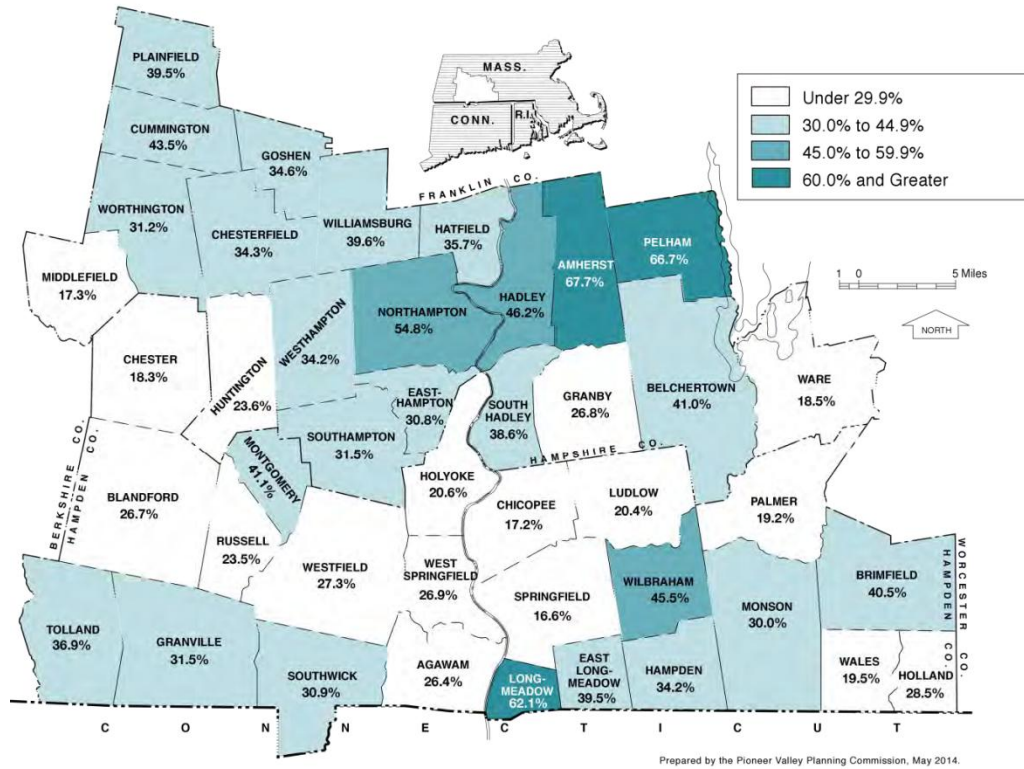 PLAINFIELD
39.5%
CUMMINGTON
43.5%
GOSHEN
34.6%
WORTHINGTON
31.2%
CHESTERFIELD
34.3%
WILLIAMSBURG
39.6%
HATFIELD
35.7%
MIDDLEFIELD
17.3%
CHESTER
18.3%
HUNTINGTON
23.6%
WESTHAMPTON
34.2%
NORTHAMPTON
54.8%
HADLEY
46.2%
AMHERST
67.7%
PELHAM
66.7%
EAST-
HAMPTON
30.8%
SOUTH
HADLEY
38.6%
GRANBY
26.8%
BELCHERTOWN
41.0%
WARE
18.5%
SOUTHAMPTON
31.5%
MONTGOMERY
41.1%
BLANDFORD
26.7%
RUSSELL
23.5%
HOLYOKE
20.6%
CHICOPEE
17.2%
LUDLOW
20.4%
PALMER
19.2%
WESTFIELD
27.3%
WEST
SPRINGFIELD
26.9%
SPRINGFIELD
16.6%
WILBRAHAM
45.5%
MONSON
30.0%
BRIMFIELD
40.5%
TOLLAND
36.9%
GRANVILLE
31.5%
SOUTHWICK
30.9%
AGAWAM
26.4%
LONG-
MEADOW
62.1%
EAST
LONG-
MEADOW
39.5%
HAMPDEN
34.2%
WALES
19.5%
HOLLAND
28.5%
FRANKLIN CO.
HAMPSHIRE CO.
BERKSHIRE CO.
HAMPDEN CO.
HAMPDEN CO.
WORCESTER CO.
CONNECTICUT
MASS.
CONN.
R.I.
Under 29.9%
30.0% to 44.9%
45.0% to 59.9%
60.0% and Greater
1 0 5 Miles
NORTH
Prepared by the Pioneer Valley Planning Commission, May 2014.